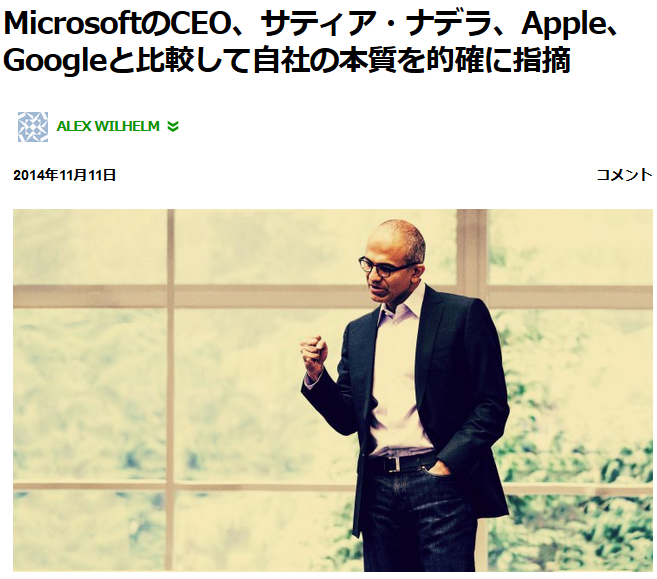 MicrosoftのCEO、サティア・ナデラ、Apple、
Googleと比較して自社の本質を的確に指摘
ALEX WILHELM
2014年11月11日
コメント